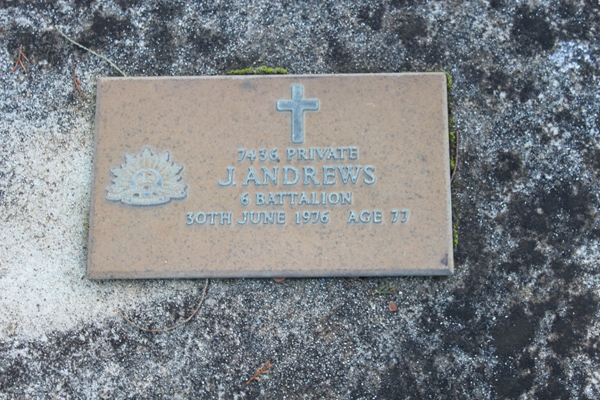 7436 PRIVATE
J. ANDREWS
6 BATTALION
30TH JUNE 1976 AGE 77